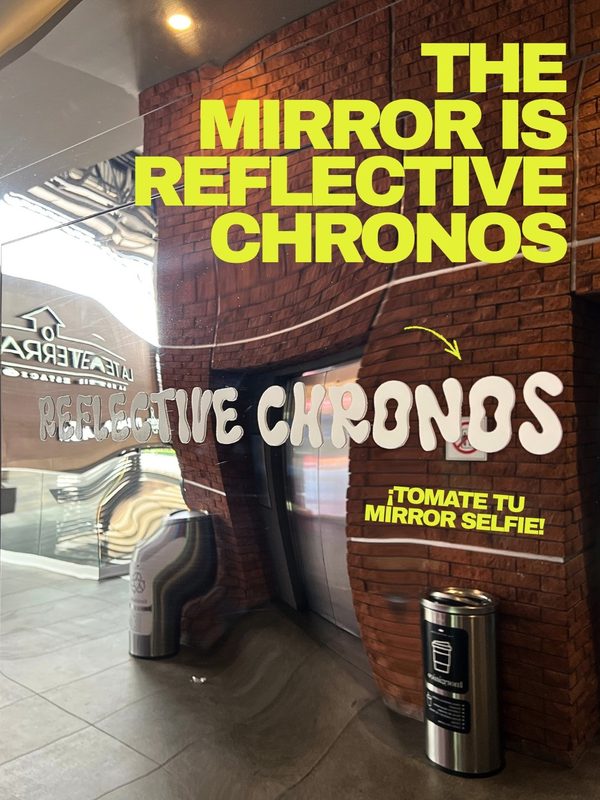 THE
MIRROR IS
REFLECTIVE
CHRONOS
REFLECTIVE CHRONOS
¡TOMATE TU
MIRROR SELFIE!